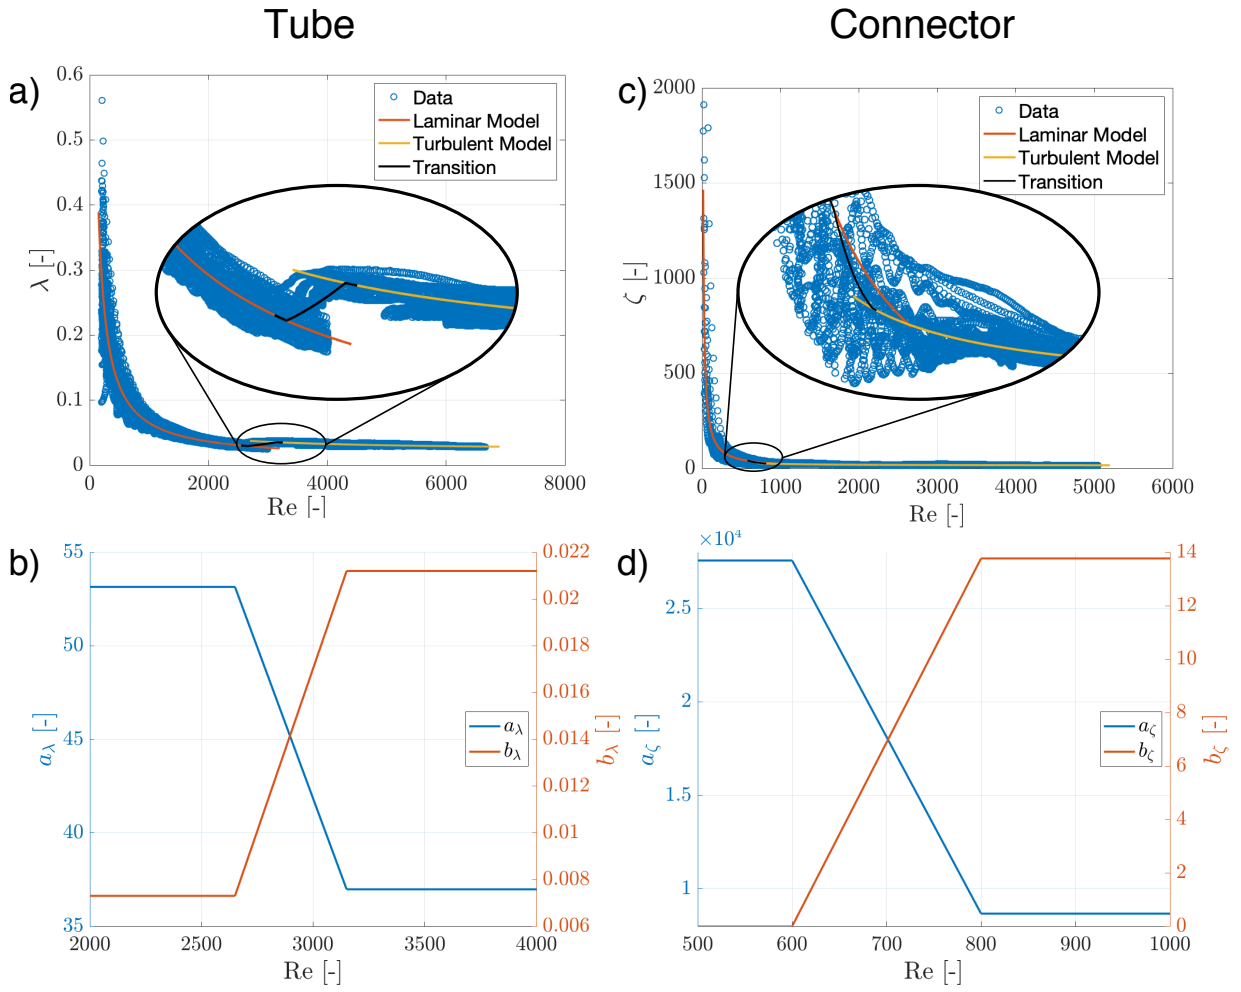 Tube
Connector
a)
0.6
0.5
0.4
0.3
0.2
0.1
0
λ [-]
0 2000 4000 6000 8000
Re [-]
Data
Laminar Model
Turbulent Model
Transition
c)
2000
1500
1000
500
0
ζ [-]
0 1000 2000 3000 4000 5000 6000
Re [-]
Data
Laminar Model
Turbulent Model
Transition
b)
55
50
45
40
35
a_λ [-]
2000 2500 3000 3500 4000
Re [-]
0.022
0.02
0.018
0.016
0.014
0.012
0.01
0.008
0.006
b_λ [-]
a_λ
b_λ
d)
×10^4
2.5
2
1.5
1
a_ζ [-]
500 600 700 800 900 1000
Re [-]
14
12
10
8
6
4
2
0
b_ζ [-]
a_ζ
b_ζ